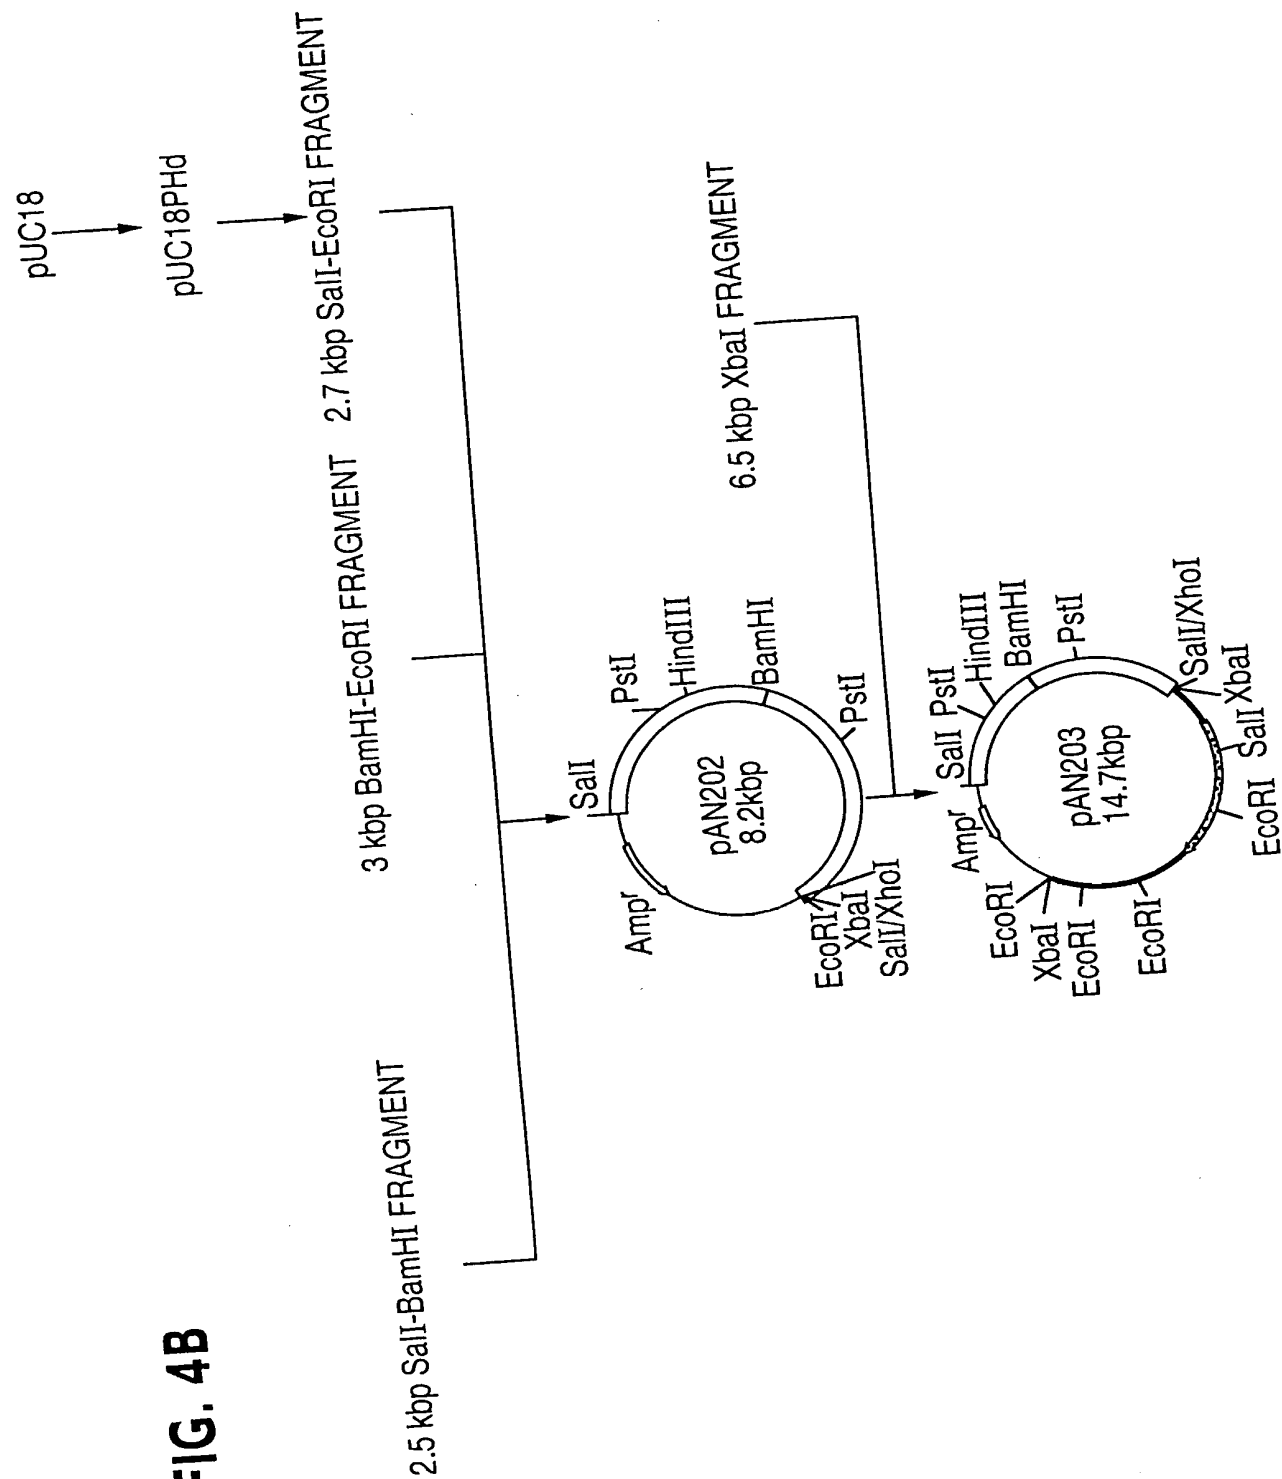 FIG. 4B
pUC18
pUC18PHd
2.5 kbp SalI-BamHI FRAGMENT
3 kbp BamHI-EcoRI FRAGMENT
2.7 kbp SalI-EcoRI FRAGMENT
SalI
PstI
HindIII
BamHI
PstI
Ampr
pAN202
8.2kbp
EcoRI
XbaI
SalI/XhoI
6.5 kbp XbaI FRAGMENT
SalI
PstI
HindIII
BamHI
PstI
SalI/XhoI
XbaI
SalI
EcoRI
EcoRI
EcoRI
XbaI
EcoRI
Ampr
pAN203
14.7kbp